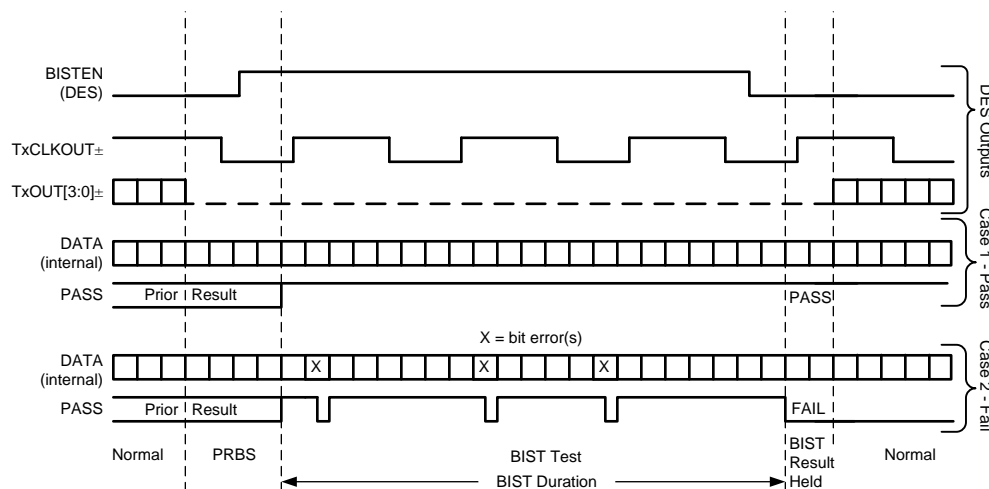 BISTEN
(DES)
TxCLKOUT±
TxOUT[3:0]±
DES Outputs
DATA
(internal)
PASS
Prior Result
PASS
Case 1 - Pass
X = bit error(s)
DATA
(internal)
X
X
X
PASS
Prior Result
FAIL
Case 2 - Fail
Normal
PRBS
BIST Test
BIST Duration
BIST
Result
Held
Normal